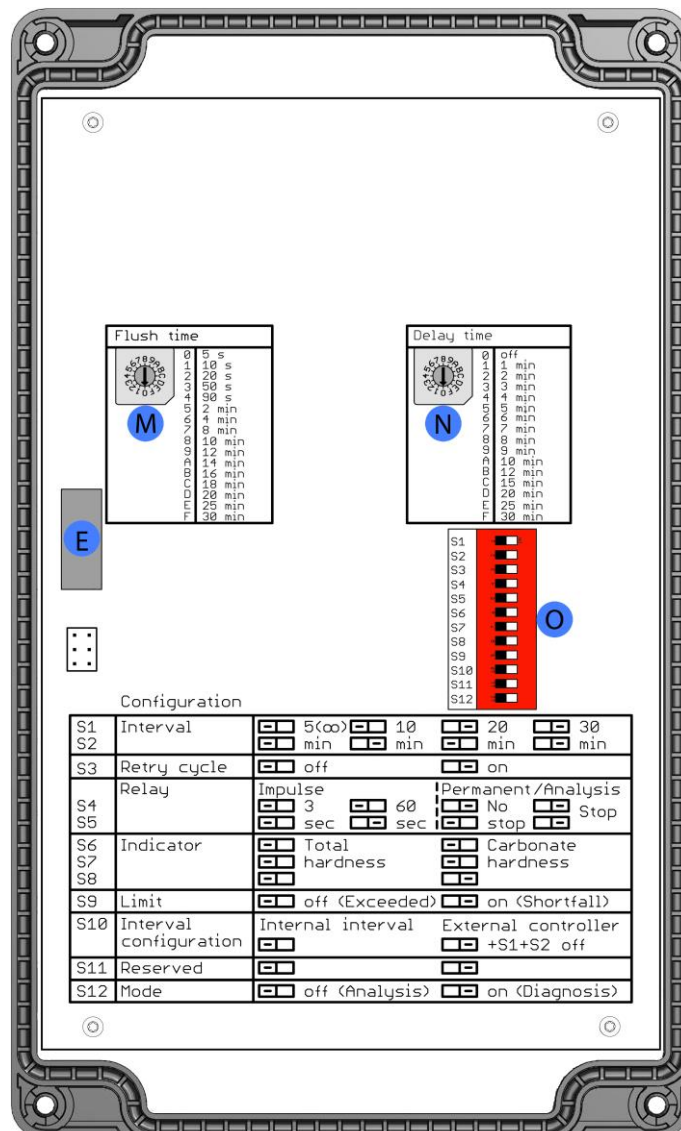 Flush time
0 5 s
1 10 s
2 20 s
3 50 s
4 90 s
5 2 min
6 4 min
7 8 min
8 10 min
9 12 min
A 14 min
B 16 min
C 18 min
D 20 min
E 25 min
F 30 min
M
Delay time
0 off
1 1 min
2 2 min
3 3 min
4 4 min
5 5 min
6 6 min
7 7 min
8 8 min
9 9 min
A 10 min
B 12 min
C 15 min
D 20 min
E 25 min
F 30 min
N
E
S1
S2
S3
S4
S5
S6
S7
S8
S9
S10
S11
S12
O
Configuration
S1 Interval 5(∞) 10 20 30
S2 min min min min
S3 Retry cycle off on
Relay Impulse Permanent/Analysis
S4 3 60 No Stop
S5 sec sec stop
S6 Indicator Total Carbonate
S7 hardness hardness
S8
S9 Limit off (Exceeded) on (Shortfall)
S10 Interval Internal interval External controller
configuration +S1+S2 off
S11 Reserved
S12 Mode off (Analysis) on (Diagnosis)